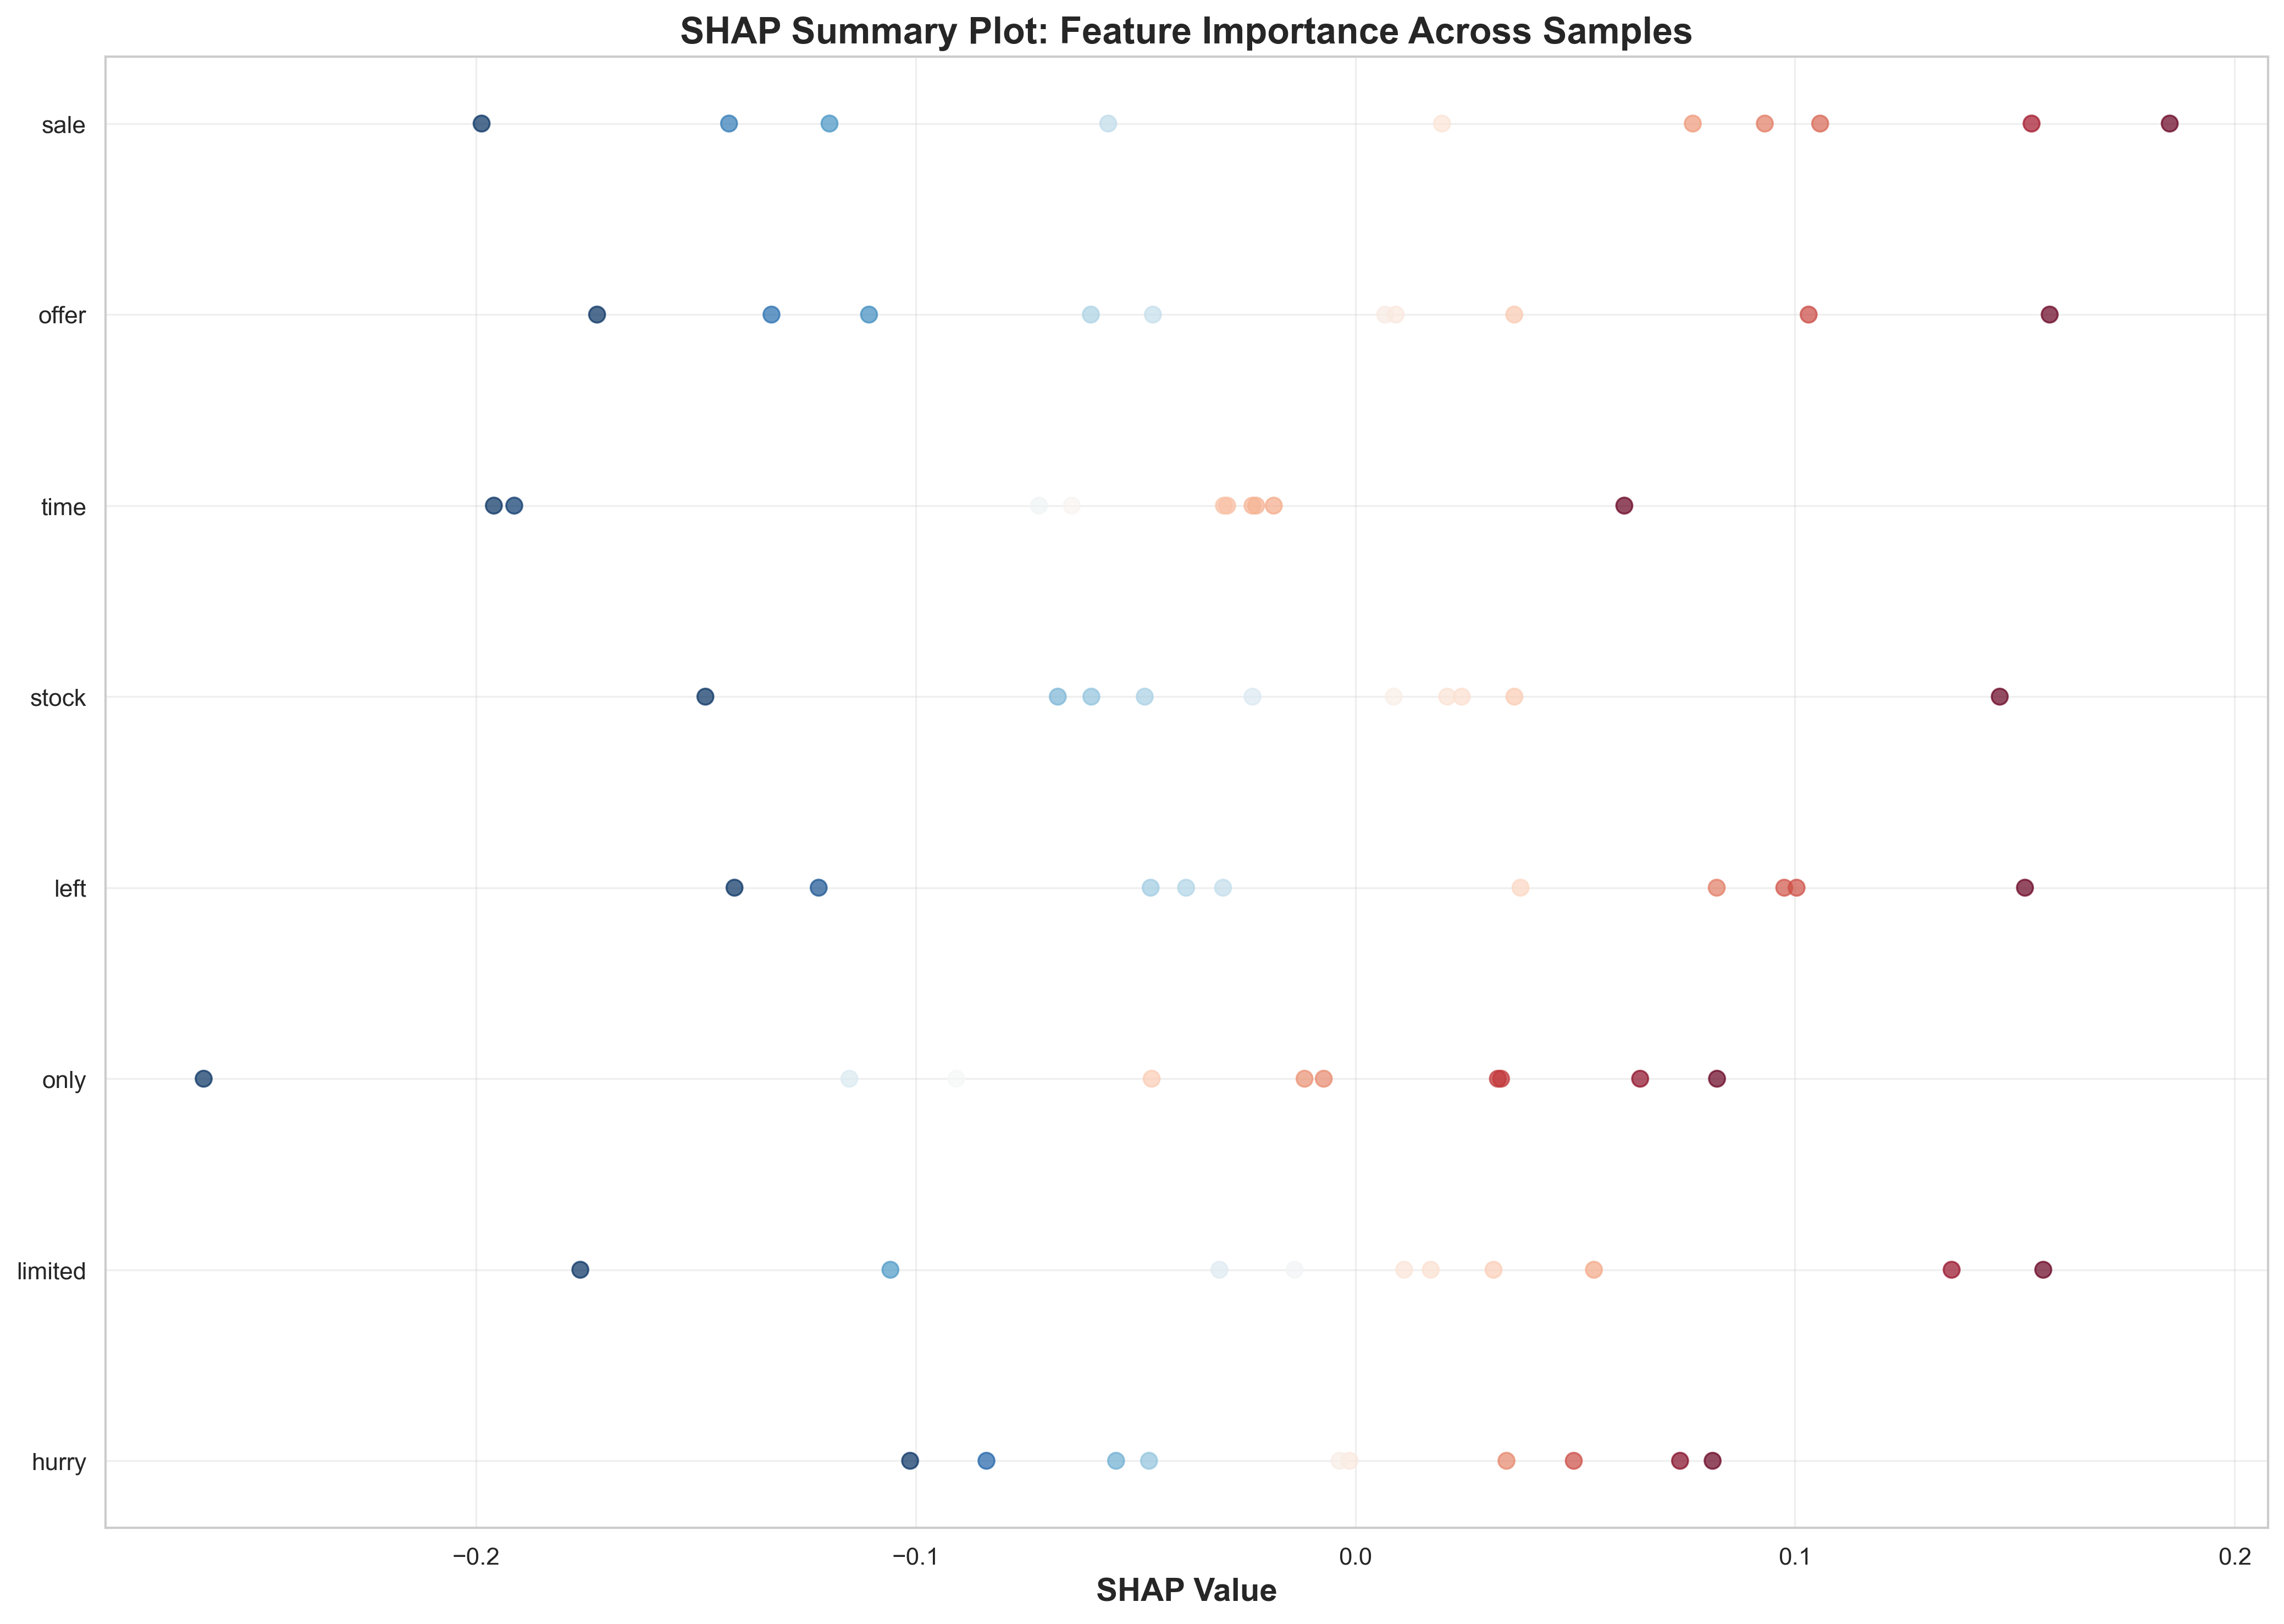 SHAP Summary Plot: Feature Importance Across Samples
sale
offer
time
stock
left
only
limited
hurry
−0.2
−0.1
0.0
0.1
0.2
SHAP Value